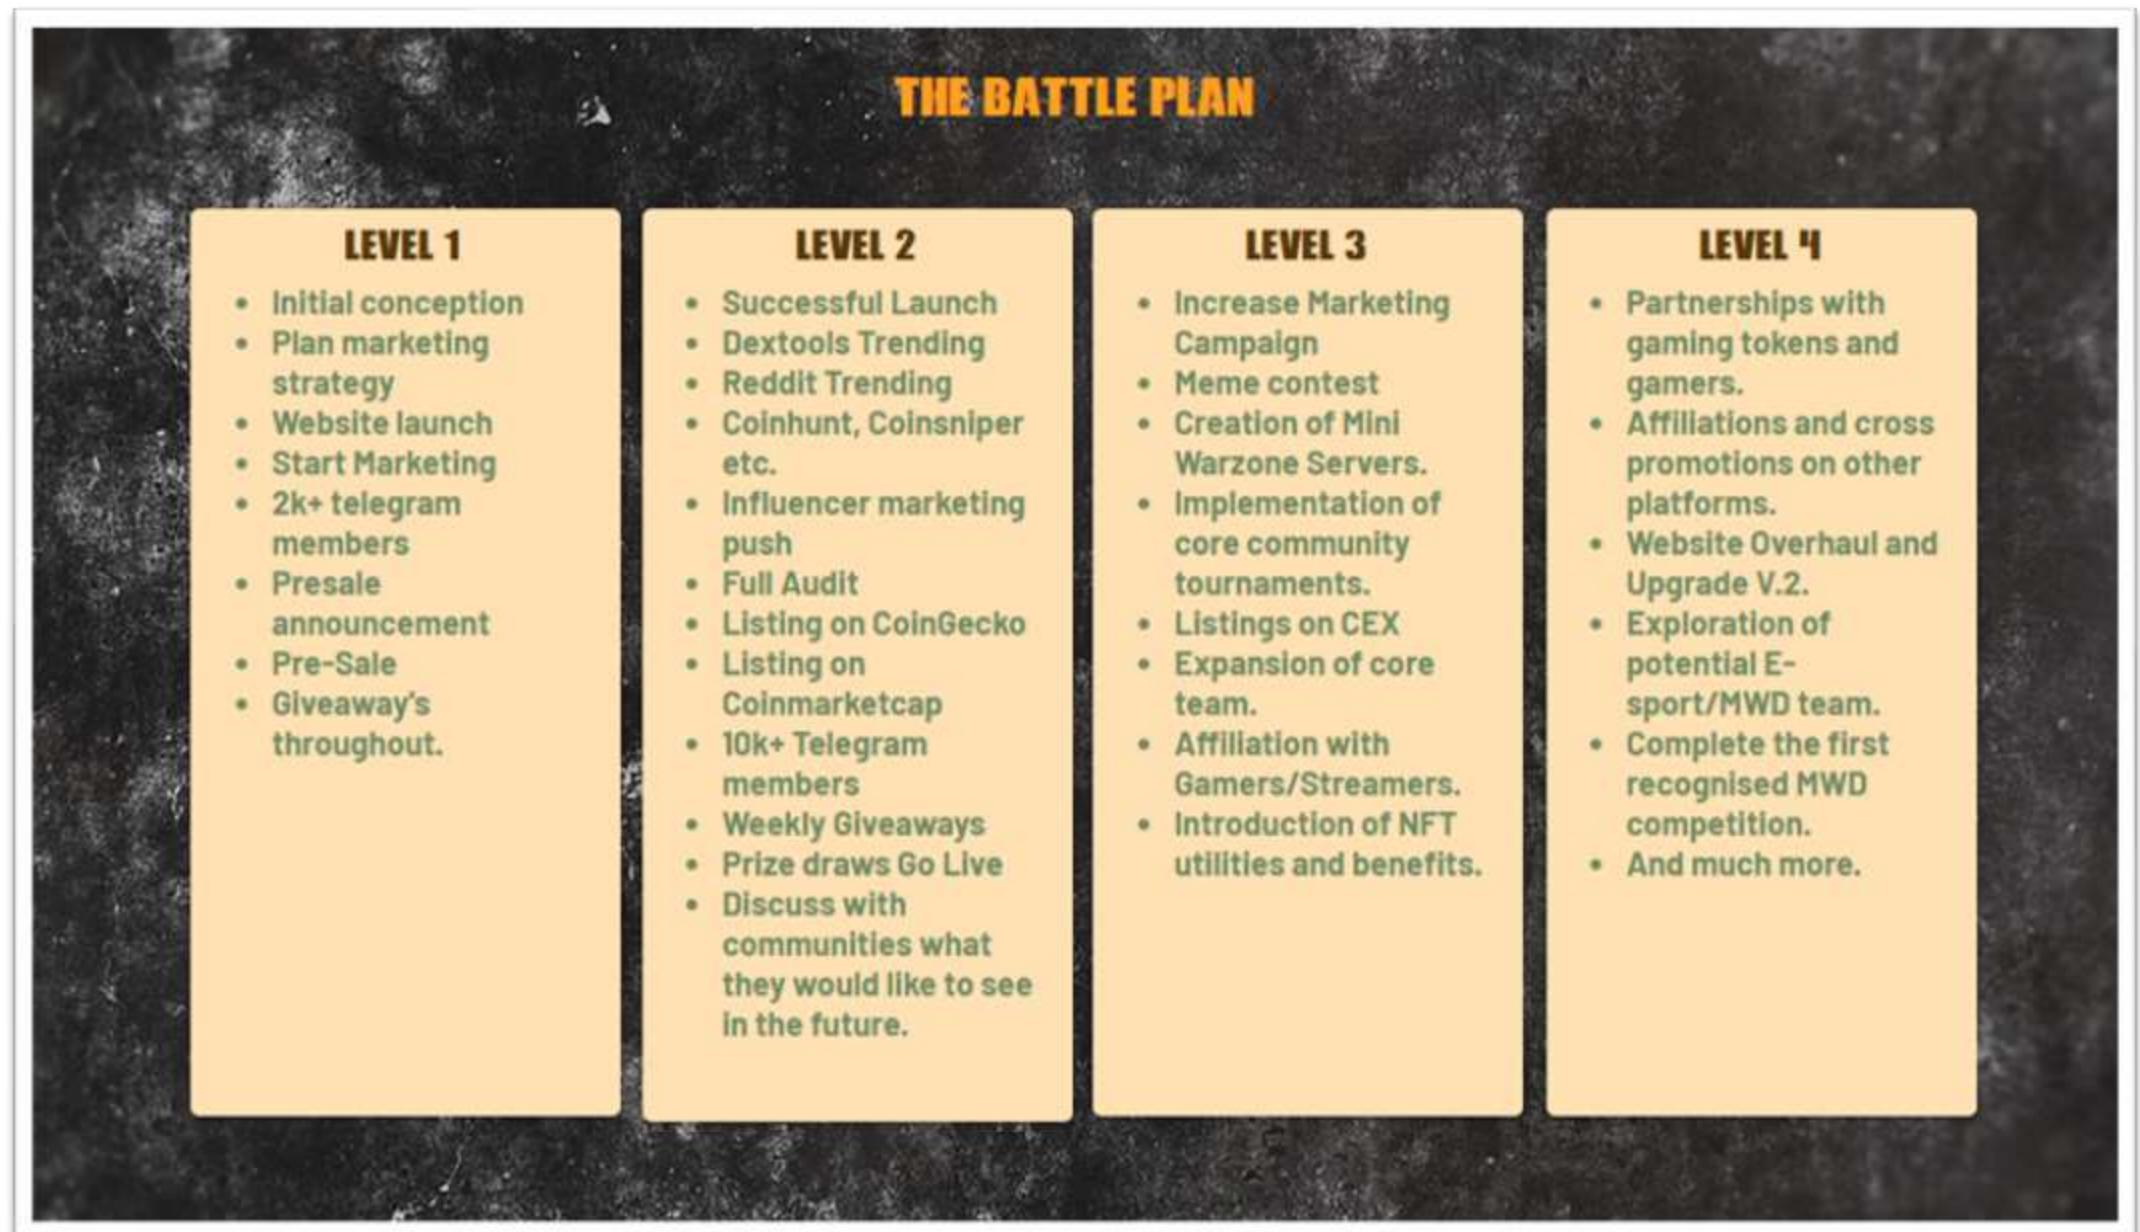 THE BATTLE PLAN
LEVEL 1
• Initial conception
• Plan marketing
strategy
• Website launch
• Start Marketing
• 2k+ telegram
members
• Presale
announcement
• Pre-Sale
• Giveaway's
throughout.
LEVEL 2
• Successful Launch
• Dextools Trending
• Reddit Trending
• Coinhunt, Coinsniper
etc.
• Influencer marketing
push
• Full Audit
• Listing on CoinGecko
• Listing on
Coinmarketcap
• 10k+ Telegram
members
• Weekly Giveaways
• Prize draws Go Live
• Discuss with
communities what
they would like to see
in the future.
LEVEL 3
• Increase Marketing
Campaign
• Meme contest
• Creation of Mini
Warzone Servers.
• Implementation of
core community
tournaments.
• Listings on CEX
• Expansion of core
team.
• Affiliation with
Gamers/Streamers.
• Introduction of NFT
utilities and benefits.
LEVEL 4
• Partnerships with
gaming tokens and
gamers.
• Affiliations and cross
promotions on other
platforms.
• Website Overhaul and
Upgrade V.2.
• Exploration of
potential E-
sport/MWD team.
• Complete the first
recognised MWD
competition.
• And much more.